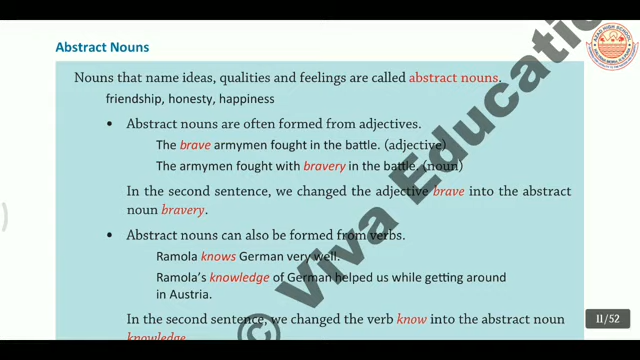 Abstract Nouns
Nouns that name ideas, qualities and feelings are called abstract nouns.
friendship, honesty, happiness
• Abstract nouns are often formed from adjectives.
The brave armymen fought in the battle. (adjective)
The armymen fought with bravery in the battle. (noun)
In the second sentence, we changed the adjective brave into the abstract
noun bravery.
• Abstract nouns can also be formed from verbs.
Ramola knows German very well.
Ramola's knowledge of German helped us while getting around
in Austria.
In the second sentence, we changed the verb know into the abstract noun
knowledge.
© Viva Education
11/52